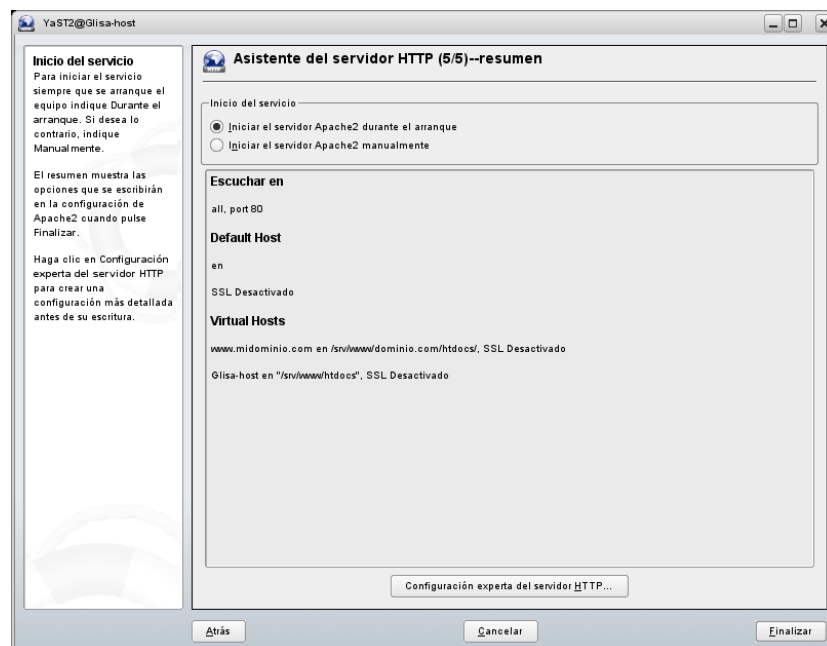 YaST2@Glisa-host
Inicio del servicio
Para iniciar el servicio
siempre que se arranque el
equipo indique Durante el
arranque. Si desea lo
contrario, indique
Manualmente.
El resumen muestra las
opciones que se escribirán
en la configuración de
Apache2 cuando pulse
Finalizar.
Haga clic en Configuración
experta del servidor HTTP
para crear una
configuración más detallada
antes de su escritura.
Asistente del servidor HTTP (5/5)--resumen
Inicio del servicio
Iniciar el servidor Apache2 durante el arranque
Iniciar el servidor Apache2 manualmente
Escuchar en
all, port 80
Default Host
en
SSL Desactivado
Virtual Hosts
www.midominio.com en /srv/www/dominio.com/htdocs/, SSL Desactivado
Glisa-host en "/srv/www/htdocs", SSL Desactivado
Configuración experta del servidor HTTP...
Atrás
Cancelar
Finalizar